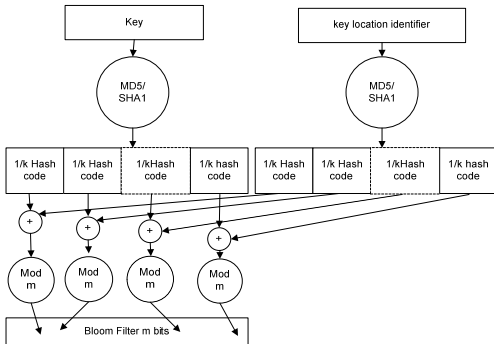 Key
key location identifier
MD5/
SHA1
MD5/
SHA1
1/k Hash
code
1/k Hash
code
1/kHash
code
1/k hash
code
1/k Hash
code
1/k Hash
code
1/kHash
code
1/k hash
code
+
+
+
+
Mod
m
Mod
m
Mod
m
Mod
m
Bloom Filter m bits